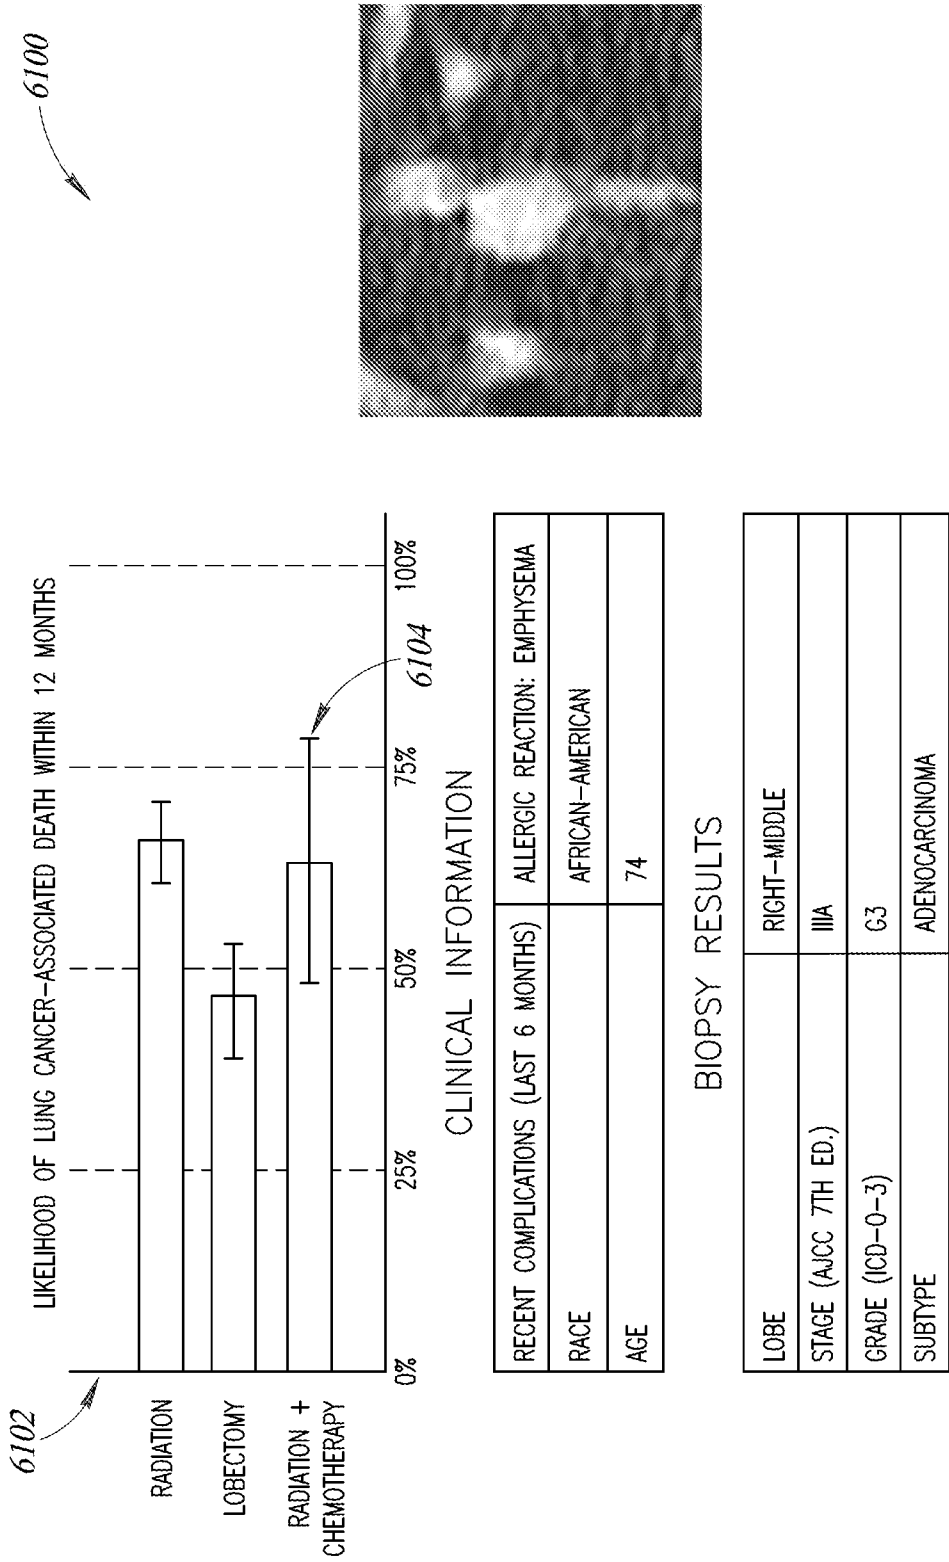 6100
6102
LIKELIHOOD OF LUNG CANCER-ASSOCIATED DEATH WITHIN 12 MONTHS
RADIATION
LOBECTOMY
RADIATION +
CHEMOTHERAPY
0% 25% 50% 75% 100%
6104
CLINICAL INFORMATION
RECENT COMPLICATIONS (LAST 6 MONTHS) ALLERGIC REACTION: EMPHYSEMA
RACE AFRICAN-AMERICAN
AGE 74
BIOPSY RESULTS
LOBE RIGHT-MIDDLE
STAGE (AJCC 7TH ED.) IIIA
GRADE (ICD-O-3) G3
SUBTYPE ADENOCARCINOMA